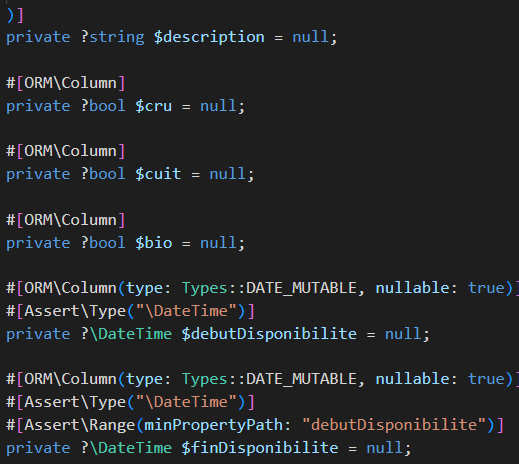 )]
private ?string $description = null;
#[ORM\Column]
private ?bool $cru = null;
#[ORM\Column]
private ?bool $cuit = null;
#[ORM\Column]
private ?bool $bio = null;
#[ORM\Column(type: Types::DATE_MUTABLE, nullable: true)]
#[Assert\Type("\DateTime")]
private ?\DateTime $debutDisponibilite = null;
#[ORM\Column(type: Types::DATE_MUTABLE, nullable: true)]
#[Assert\Type("\DateTime")]
#[Assert\Range(minPropertyPath: "debutDisponibilite")]
private ?\DateTime $finDisponibilite = null;